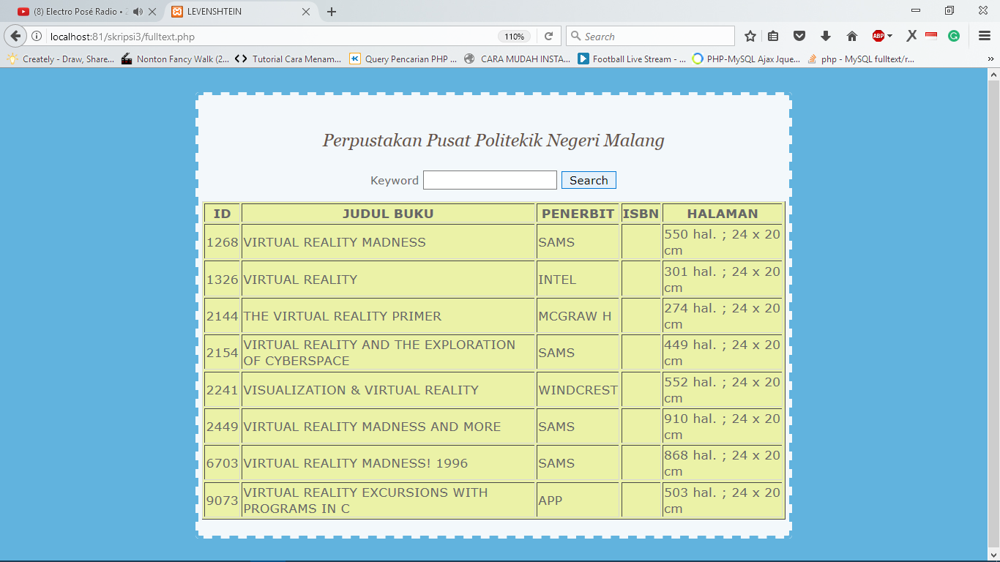 (8) Electro Posé Radio • 2
LEVENSHTEIN
localhost:81/skripsi3/fulltext.php
110%
Search
ABP
Creately - Draw, Share...
Nonton Fancy Walk (2...
Tutorial Cara Menam...
Query Pencarian PHP ...
CARA MUDAH INSTA...
Football Live Stream - ...
PHP-MySQL Ajax Jque...
php - MySQL fulltext/r...
Perpustakan Pusat Politekik Negeri Malang
Keyword
Search
ID JUDUL BUKU PENERBIT ISBN HALAMAN
1268 VIRTUAL REALITY MADNESS SAMS 550 hal. ; 24 x 20
cm
1326 VIRTUAL REALITY INTEL 301 hal. ; 24 x 20
cm
2144 THE VIRTUAL REALITY PRIMER MCGRAW H 274 hal. ; 24 x 20
cm
2154 VIRTUAL REALITY AND THE EXPLORATION
OF CYBERSPACE SAMS 449 hal. ; 24 x 20
cm
2241 VISUALIZATION & VIRTUAL REALITY WINDCREST 552 hal. ; 24 x 20
cm
2449 VIRTUAL REALITY MADNESS AND MORE SAMS 910 hal. ; 24 x 20
cm
6703 VIRTUAL REALITY MADNESS! 1996 SAMS 868 hal. ; 24 x 20
cm
9073 VIRTUAL REALITY EXCURSIONS WITH
PROGRAMS IN C APP 503 hal. ; 24 x 20
cm